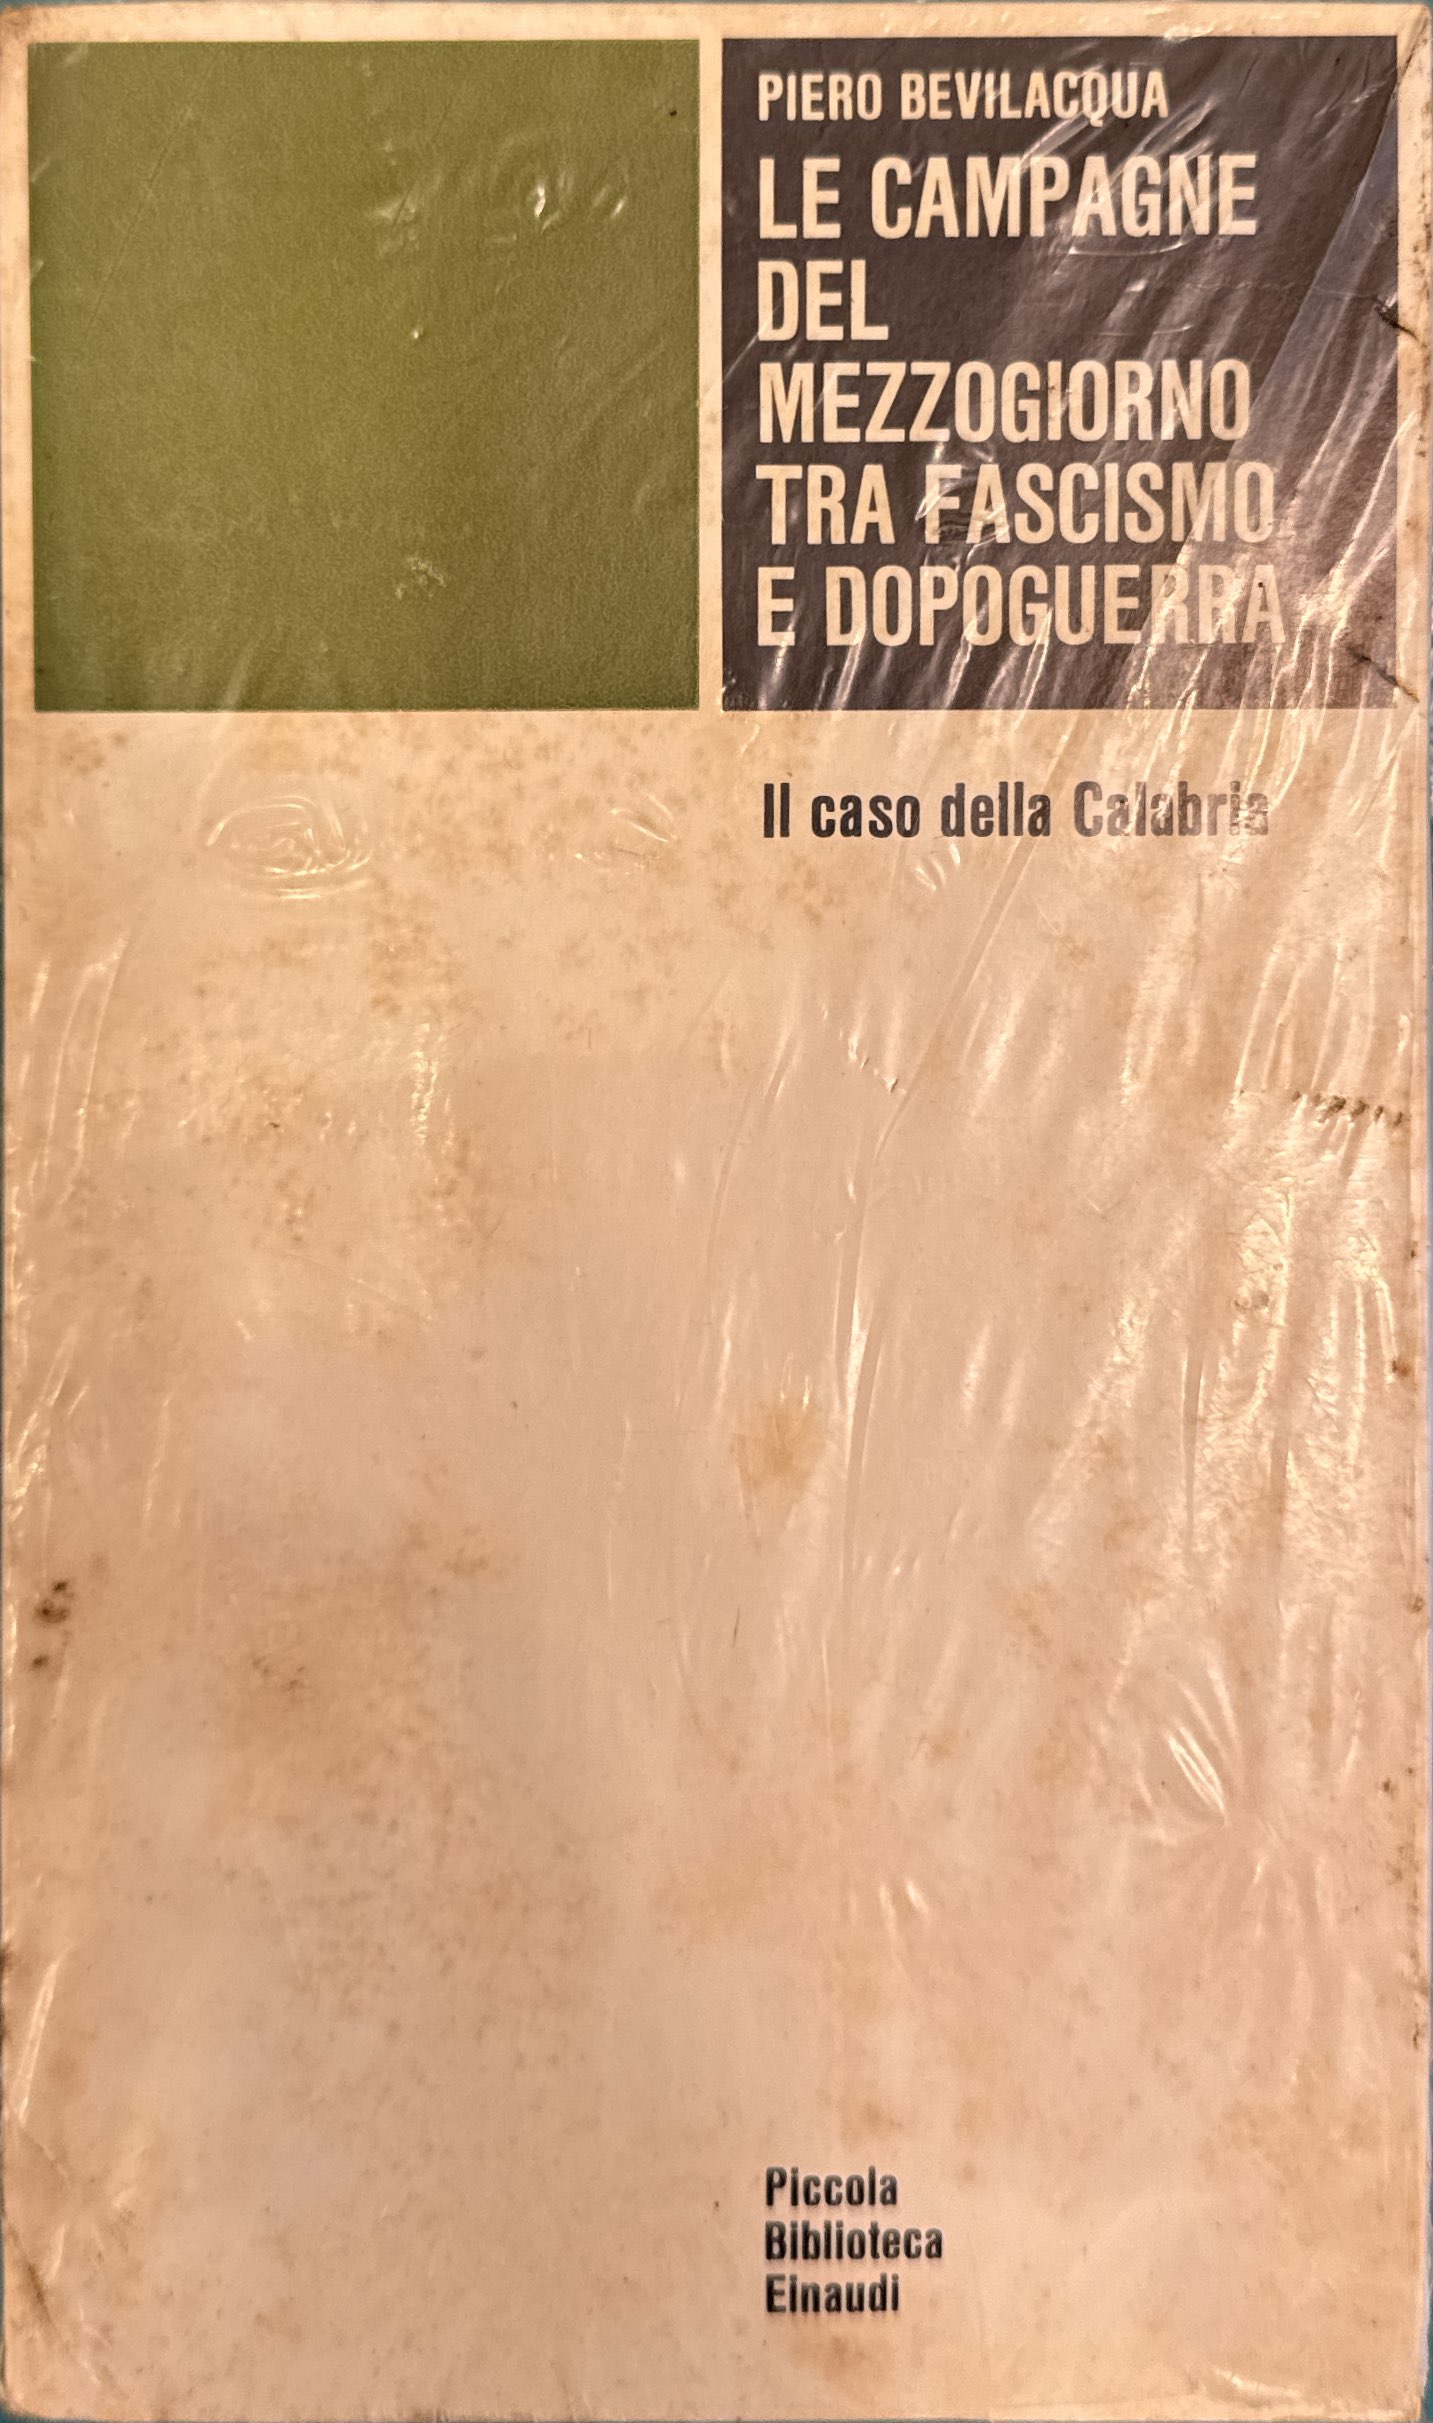 PIERO BEVILACQUA
LE CAMPAGNE
DEL
MEZZOGIORNO
TRA FASCISMO
E DOPOGUERRA
Il caso della Calabria
Piccola
Biblioteca
Einaudi